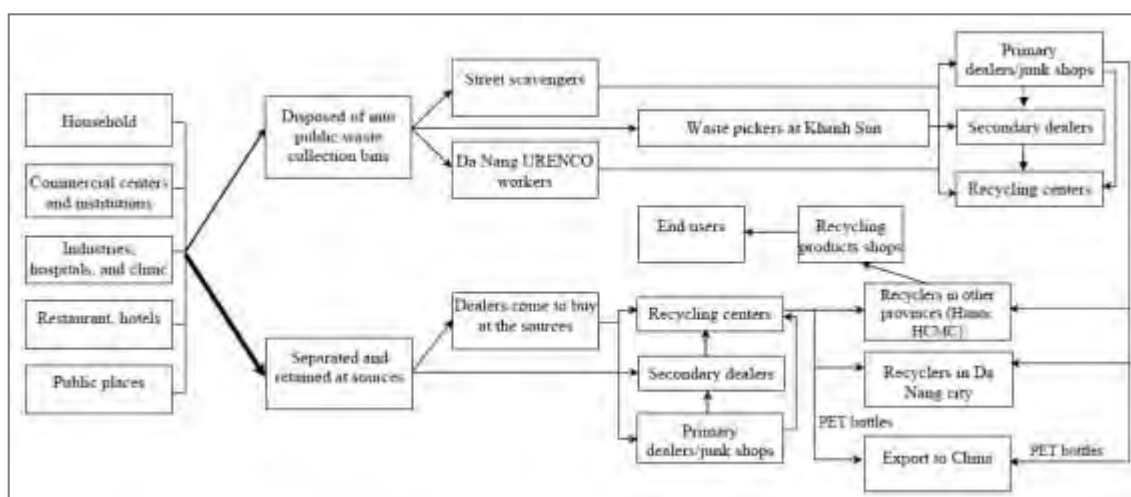 Household
Commercial centers
and institutions
Industries,
hospitals, and clinic
Restaurant, hotels
Public places
Disposed of into
public waste
collection bins
Separated and
retained at sources
Street scavengers
Waste pickers at Khanh Son
Da Nang URENCO
workers
Primary
dealers/junk shops
Secondary dealers
Recycling centers
End users
Recycling
products shops
Dealers come to buy
at the sources
Recycling centers
Secondary dealers
Primary
dealers/junk shops
Recyclers in other
provinces (Hanoi
HCMC)
Recyclers in Da
Nang city
PET bottles
Export to China
PET bottles